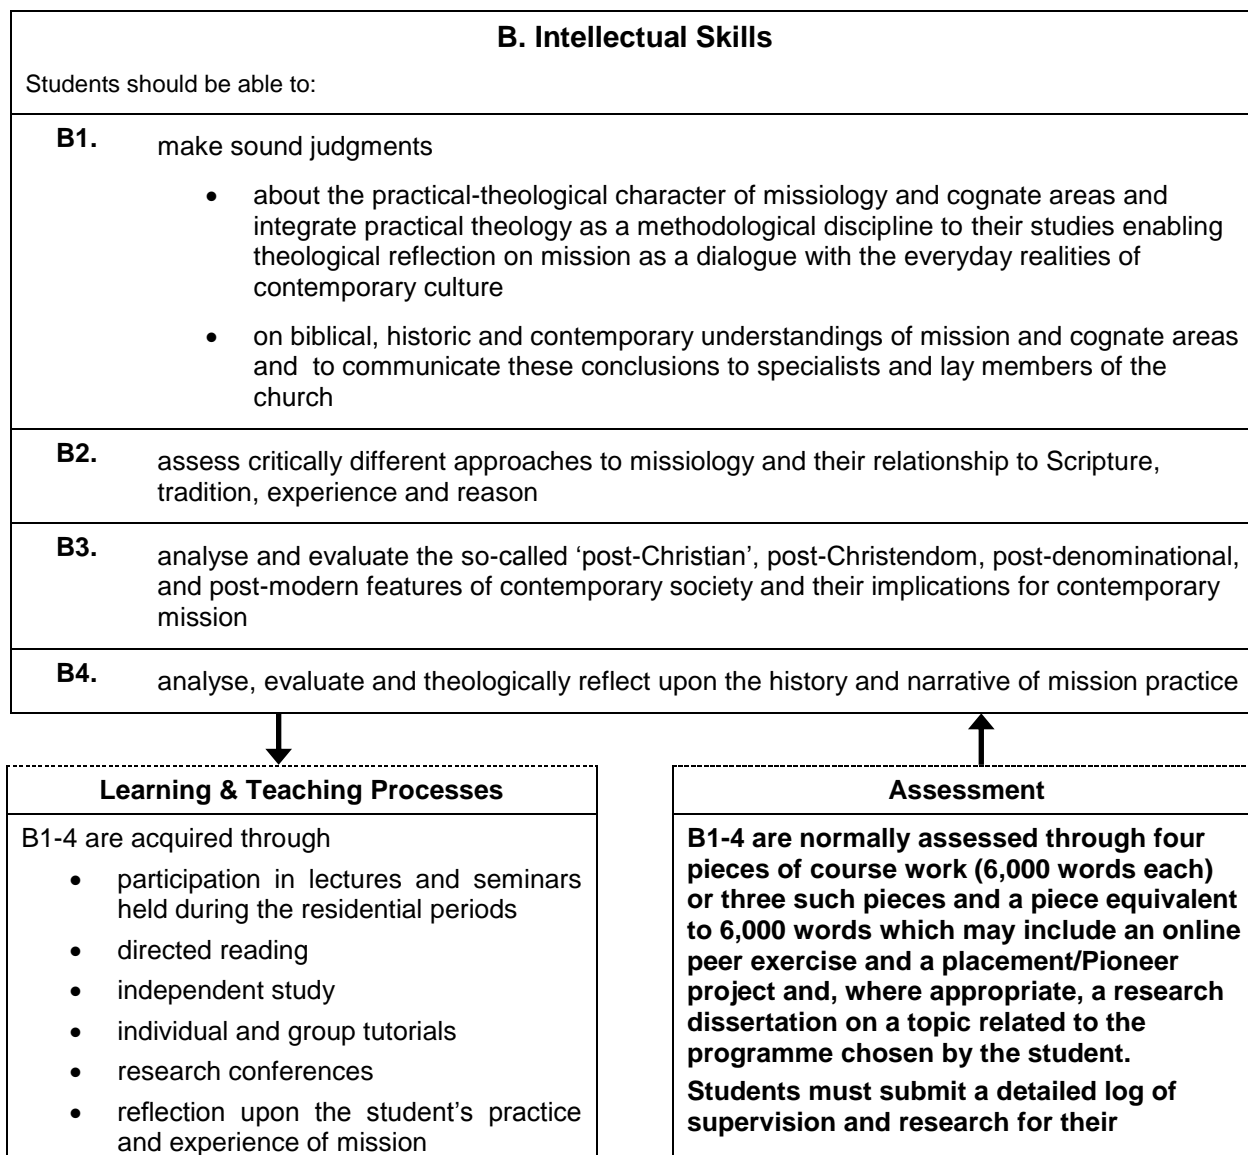 B. Intellectual Skills
Students should be able to:
B1. make sound judgments
• about the practical-theological character of missiology and cognate areas and
integrate practical theology as a methodological discipline to their studies enabling
theological reflection on mission as a dialogue with the everyday realities of
contemporary culture
• on biblical, historic and contemporary understandings of mission and cognate areas
and to communicate these conclusions to specialists and lay members of the
church
B2. assess critically different approaches to missiology and their relationship to Scripture,
tradition, experience and reason
B3. analyse and evaluate the so-called ‘post-Christian’, post-Christendom, post-denominational,
and post-modern features of contemporary society and their implications for contemporary
mission
B4. analyse, evaluate and theologically reflect upon the history and narrative of mission practice
Learning & Teaching Processes
B1-4 are acquired through
• participation in lectures and seminars
held during the residential periods
• directed reading
• independent study
• individual and group tutorials
• research conferences
• reflection upon the student’s practice
and experience of mission
Assessment
B1-4 are normally assessed through four
pieces of course work (6,000 words each)
or three such pieces and a piece equivalent
to 6,000 words which may include an online
peer exercise and a placement/Pioneer
project and, where appropriate, a research
dissertation on a topic related to the
programme chosen by the student.
Students must submit a detailed log of
supervision and research for their